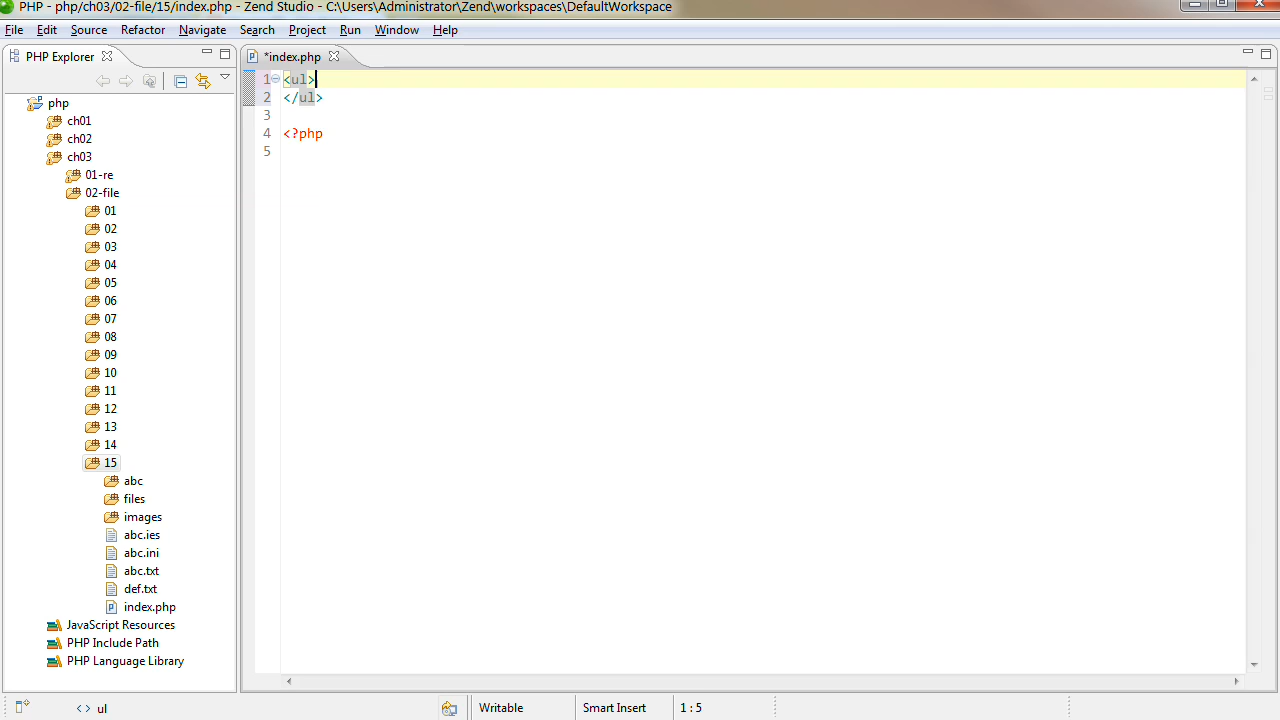 PHP - php/ch03/02-file/15/index.php - Zend Studio - C:\Users\Administrator\Zend\workspaces\DefaultWorkspace
File Edit Source Refactor Navigate Search Project Run Window Help
PHP Explorer
*index.php
php
ch01
ch02
ch03
01-re
02-file
01
02
03
04
05
06
07
08
09
10
11
12
13
14
15
abc
files
images
abc.ies
abc.ini
abc.txt
def.txt
index.php
JavaScript Resources
PHP Include Path
PHP Language Library
1 <ul>
2 </ul>
3
4 <?php
5
<> ul
Writable
Smart Insert
1 : 5